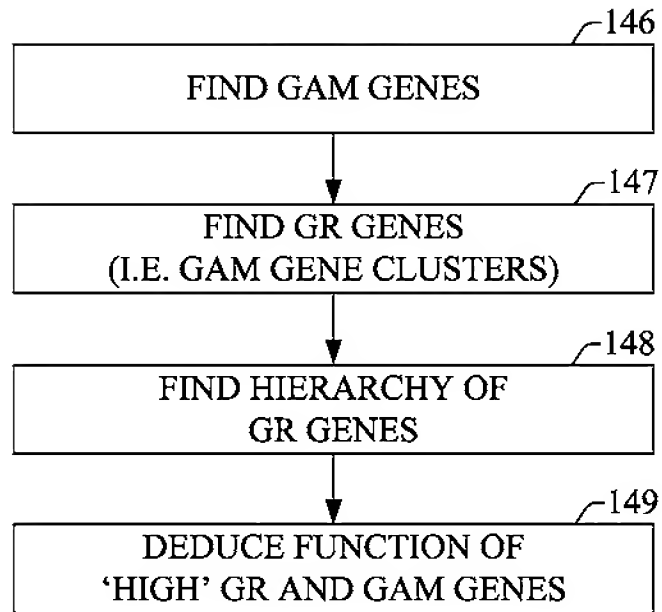 146
FIND GAM GENES
147
FIND GR GENES
(I.E. GAM GENE CLUSTERS)
148
FIND HIERARCHY OF
GR GENES
149
DEDUCE FUNCTION OF
‘HIGH’ GR AND GAM GENES